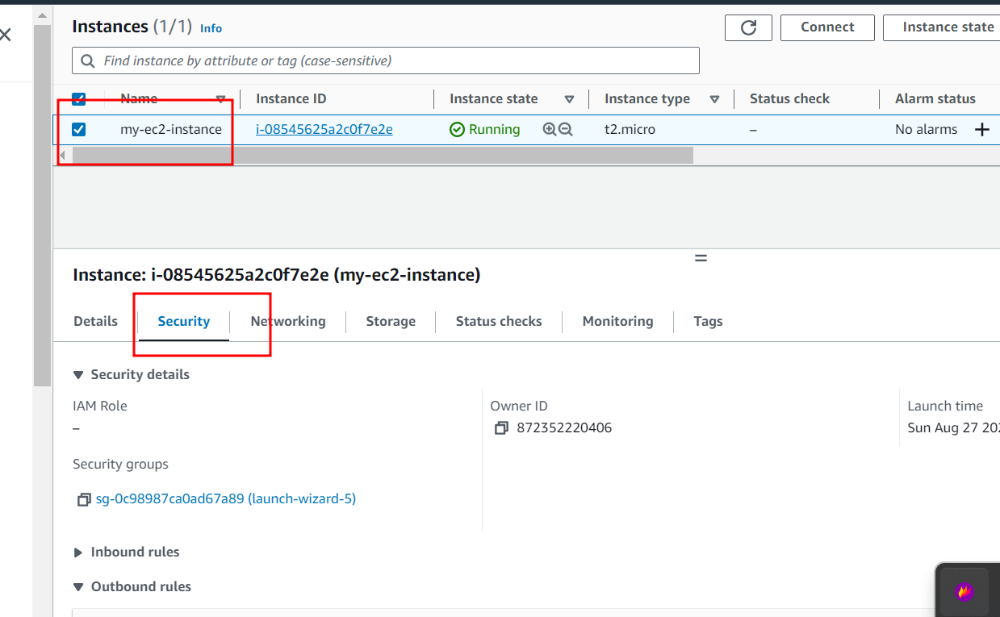 Instances (1/1) Info
Connect
Instance state
Find instance by attribute or tag (case-sensitive)
Name Instance ID Instance state Instance type Status check Alarm status
my-ec2-instance i-08545625a2c0f7e2e Running t2.micro – No alarms +
Instance: i-08545625a2c0f7e2e (my-ec2-instance)
Details Security Networking Storage Status checks Monitoring Tags
Security details
IAM Role
–
Owner ID
872352220406
Launch time
Sun Aug 27 202
Security groups
sg-0c98987ca0ad67a89 (launch-wizard-5)
Inbound rules
Outbound rules